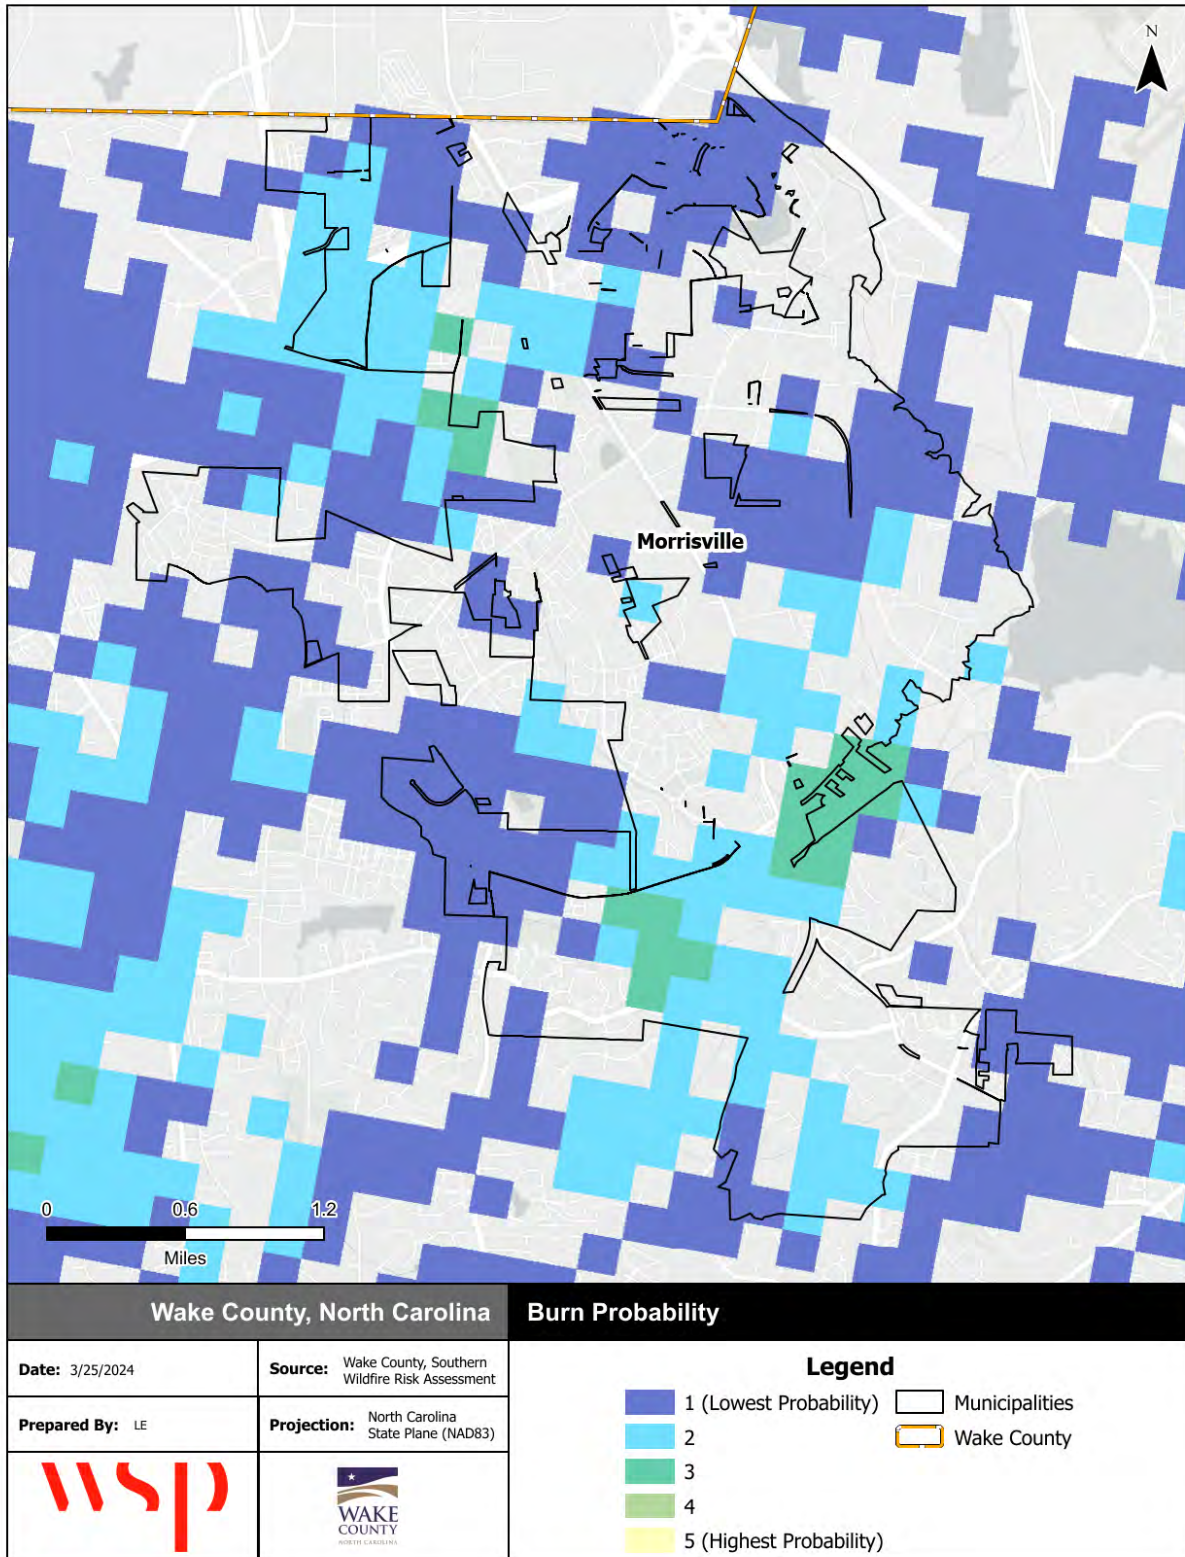 N
Morrisville
0 0.6 1.2
Miles
Wake County, North Carolina
Burn Probability
Date: 3/25/2024
Source: Wake County, Southern
Wildfire Risk Assessment
Prepared By: LE
Projection: North Carolina
State Plane (NAD83)
wsp
WAKE
COUNTY
NORTH CAROLINA
Legend
1 (Lowest Probability)
2
3
4
5 (Highest Probability)
Municipalities
Wake County